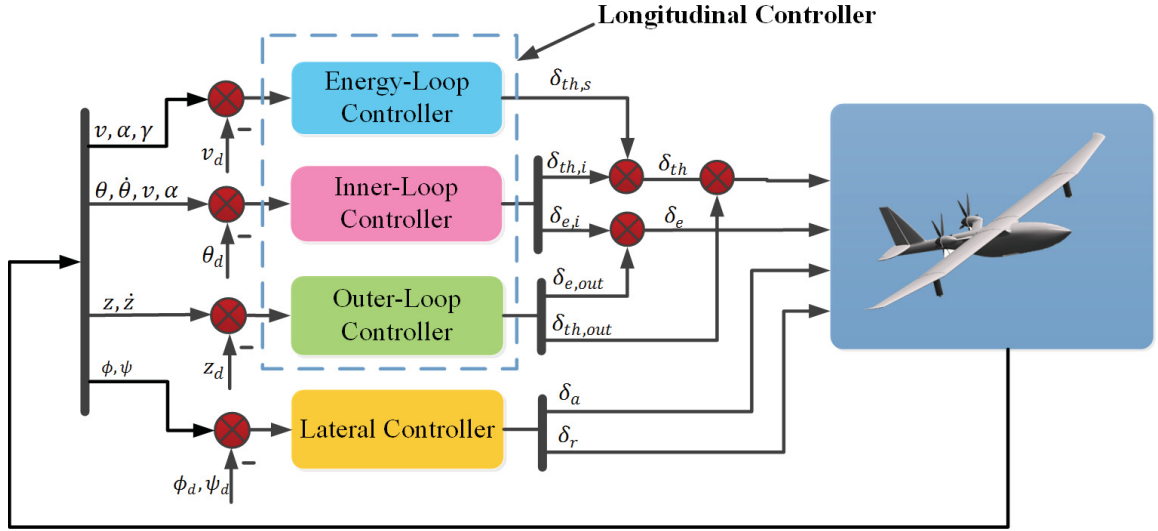 Longitudinal Controller
Energy-Loop
Controller
δ_{th,s}
v, α, γ
v_d
Inner-Loop
Controller
δ_{th,i}
δ_{th}
θ, θ̇, v, α
θ_d
δ_{e,i}
δ_e
Outer-Loop
Controller
δ_{e,out}
δ_{th,out}
z, ż
z_d
ϕ, ψ
Lateral Controller
δ_a
δ_r
ϕ_d, ψ_d